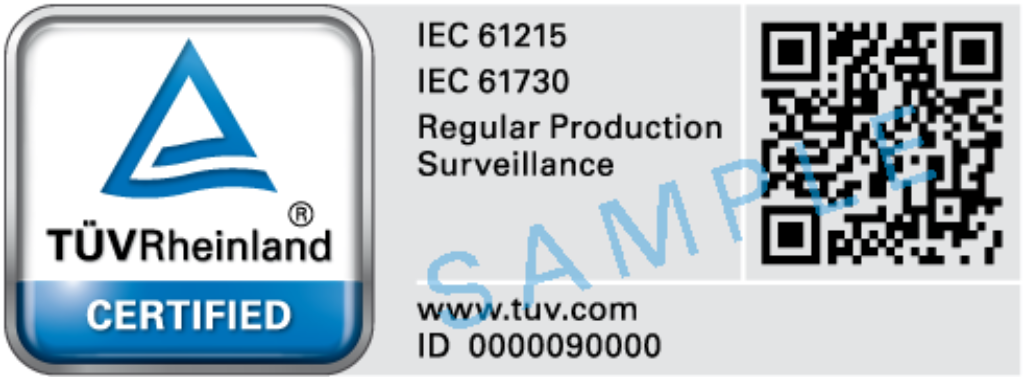 TÜVRheinland®
CERTIFIED
IEC 61215
IEC 61730
Regular Production
Surveillance
SAMPLE
www.tuv.com
ID 0000090000